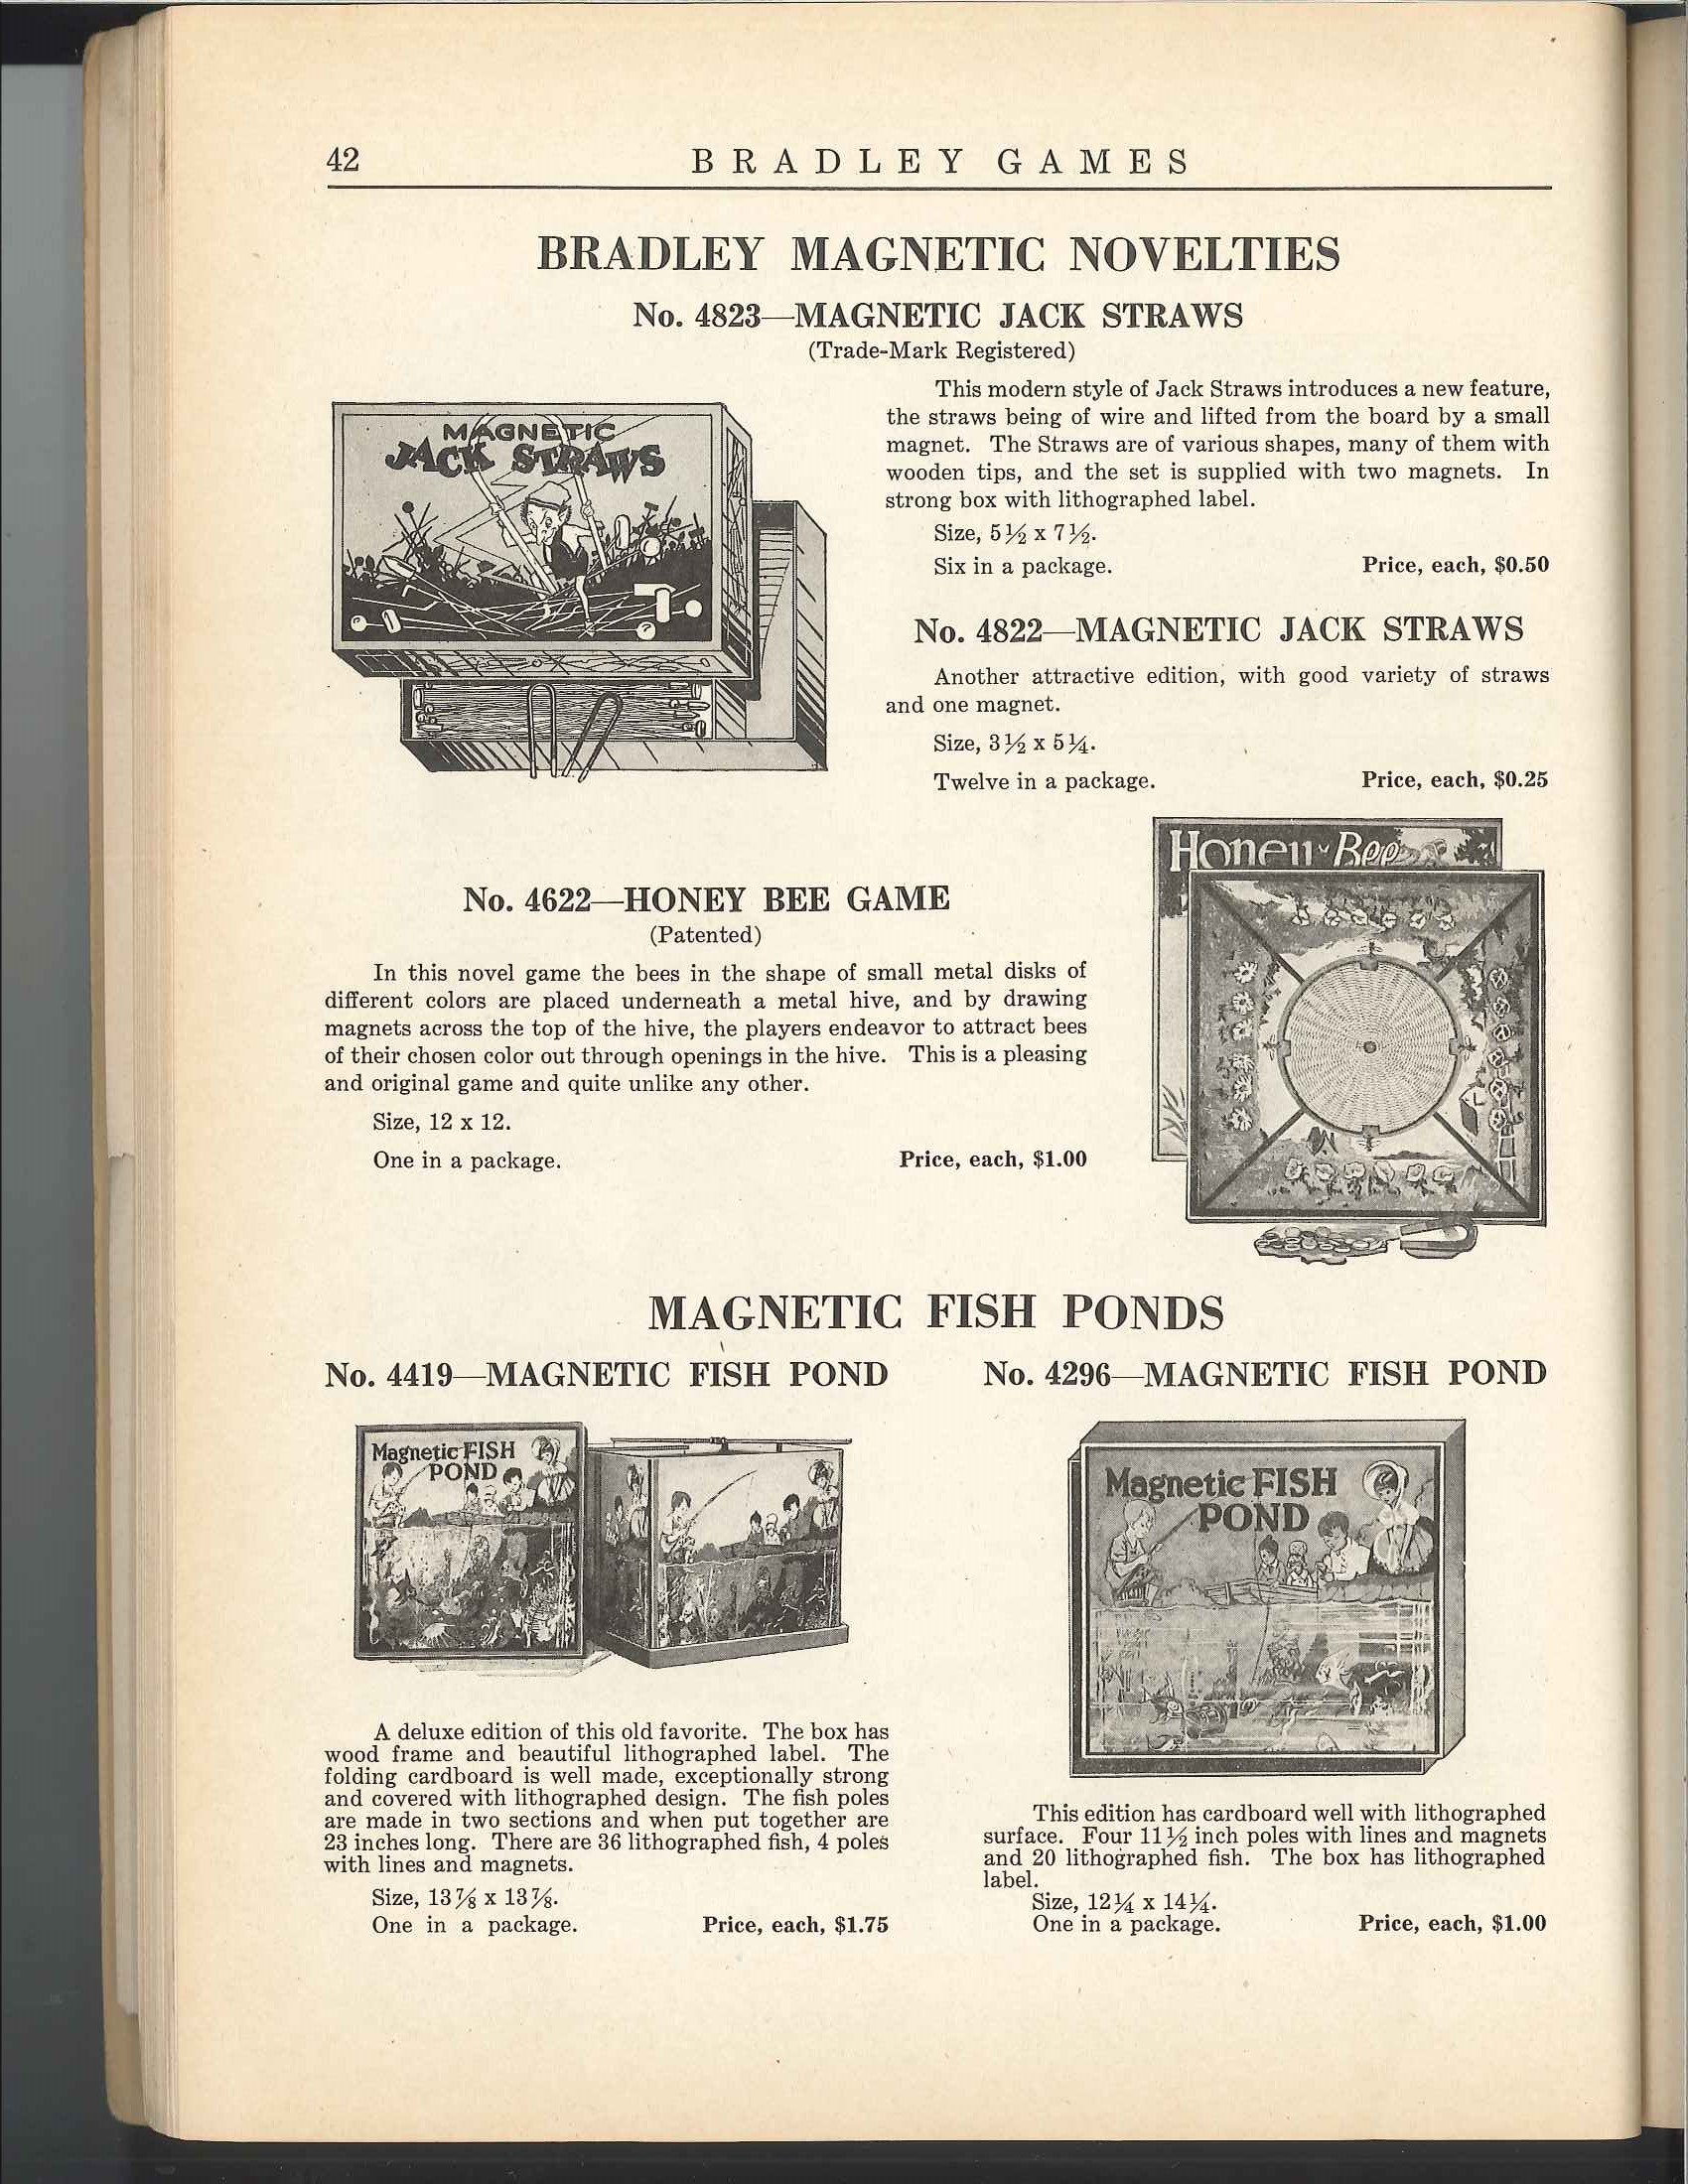 42
BRADLEY GAMES
BRADLEY MAGNETIC NOVELTIES
No. 4823—MAGNETIC JACK STRAWS
(Trade-Mark Registered)
MAGNETIC
JACK STRAWS
This modern style of Jack Straws introduces a new feature,
the straws being of wire and lifted from the board by a small
magnet. The Straws are of various shapes, many of them with
wooden tips, and the set is supplied with two magnets. In
strong box with lithographed label.
Size, 5½ x 7½.
Six in a package. Price, each, $0.50
No. 4822—MAGNETIC JACK STRAWS
Another attractive edition, with good variety of straws
and one magnet.
Size, 3½ x 5¼.
Twelve in a package. Price, each, $0.25
Honey Bee
No. 4622—HONEY BEE GAME
(Patented)
In this novel game the bees in the shape of small metal disks of
different colors are placed underneath a metal hive, and by drawing
magnets across the top of the hive, the players endeavor to attract bees
of their chosen color out through openings in the hive. This is a pleasing
and original game and quite unlike any other.
Size, 12 x 12.
One in a package. Price, each, $1.00
MAGNETIC FISH PONDS
No. 4419—MAGNETIC FISH POND
Magnetic FISH
POND
A deluxe edition of this old favorite. The box has
wood frame and beautiful lithographed label. The
folding cardboard is well made, exceptionally strong
and covered with lithographed design. The fish poles
are made in two sections and when put together are
23 inches long. There are 36 lithographed fish, 4 poles
with lines and magnets.
Size, 13⅞ x 13⅞.
One in a package. Price, each, $1.75
No. 4296—MAGNETIC FISH POND
Magnetic FISH
POND
This edition has cardboard well with lithographed
surface. Four 11½ inch poles with lines and magnets
and 20 lithographed fish. The box has lithographed
label.
Size, 12¼ x 14¼.
One in a package. Price, each, $1.00